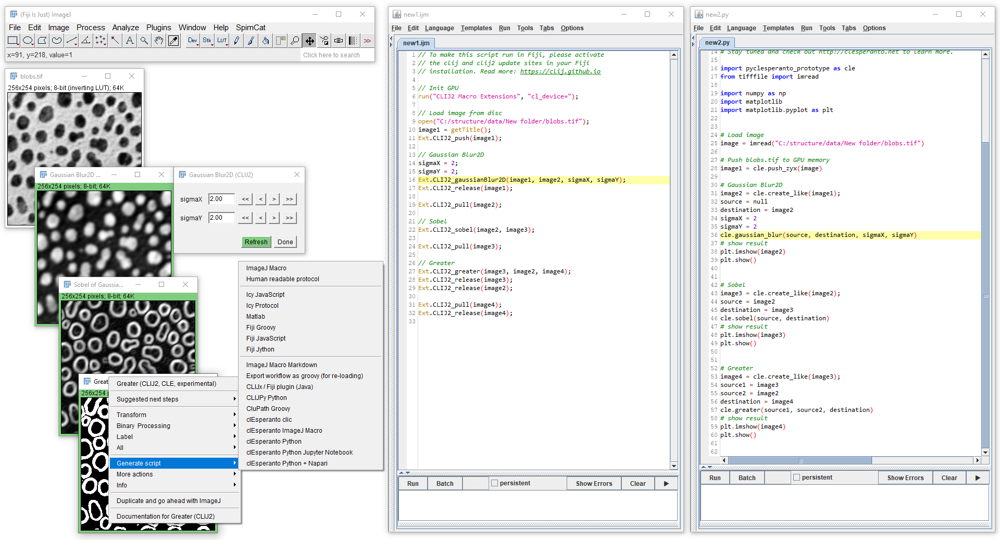 (Fiji Is Just) ImageJ
File Edit Image Process Analyze Plugins Window Help SpimCat
A Dev Stk LUT >>
x=91, y=218, value=1
Click here to search
blobs.tif
256x254 pixels; 8-bit (inverting LUT); 64K
Gaussian Blur2D ...
256x254 pixels; 8-bit; 64K
Gaussian Blur2D (CLIJ2)
sigmaX 2.00 << < > >>
sigmaY 2.00 << < > >>
Refresh Done
Sobel of Gaussia...
256x254 pixels; 8-bit; 64K
Great
256x254 p
Greater (CLIJ2, CLE, experimental)
Suggested next steps
Transform
Binary Processing
Label
All
Generate script
More actions
Info
Duplicate and go ahead with ImageJ
Documentation for Greater (CLIJ2)
ImageJ Macro
Human readable protocol
Icy JavaScript
Icy Protocol
Matlab
Fiji Groovy
Fiji JavaScript
Fiji Jython
ImageJ Macro Markdown
Export workflow as groovy (for re-loading)
CLIJx / Fiji plugin (Java)
CLIJPy Python
CluPath Groovy
clEsperanto clic
clEsperanto ImageJ Macro
clEsperanto Python
clEsperanto Python Jupyter Notebook
clEsperanto Python + Napari
new1.ijm
File Edit Language Templates Run Tools Tabs Options
new1.ijm
1 // To make this script run in Fiji, please activate
2 // the clij and clij2 update sites in your Fiji
3 // installation. Read more: https://clij.github.io
4
5 // Init GPU
6 run("CLIJ2 Macro Extensions", "cl_device=");
7
8 // Load image from disc
9 open("C:/structure/data/New folder/blobs.tif");
10 image1 = getTitle();
11 Ext.CLIJ2_push(image1);
12
13 // Gaussian Blur2D
14 sigmaX = 2;
15 sigmaY = 2;
16 Ext.CLIJ2_gaussianBlur2D(image1, image2, sigmaX, sigmaY);
17 Ext.CLIJ2_release(image1);
18
19 Ext.CLIJ2_pull(image2);
20
21 // Sobel
22 Ext.CLIJ2_sobel(image2, image3);
23
24 Ext.CLIJ2_pull(image3);
25
26 // Greater
27 Ext.CLIJ2_greater(image3, image2, image4);
28 Ext.CLIJ2_release(image3);
29 Ext.CLIJ2_release(image2);
30
31 Ext.CLIJ2_pull(image4);
32 Ext.CLIJ2_release(image4);
33
Run Batch persistent Show Errors Clear
new2.py
File Edit Language Templates Run Tools Tabs Options
new2.py
14 # Stay tuned and check out http://clesperanto.net to learn more.
15
16 import pyclesperanto_prototype as cle
17 from tifffile import imread
18
19 import numpy as np
20 import matplotlib
21 import matplotlib.pyplot as plt
22
23
24 # Load image
25 image = imread("C:/structure/data/New folder/blobs.tif")
26
27 # Push blobs.tif to GPU memory
28 image1 = cle.push_zyx(image)
29
30 # Gaussian Blur2D
31 image2 = cle.create_like(image1);
32 source = null
33 destination = image2
34 sigmaX = 2
35 sigmaY = 2
36 cle.gaussian_blur(source, destination, sigmaX, sigmaY)
37 # show result
38 plt.imshow(image2)
39 plt.show()
40
41
42 # Sobel
43 image3 = cle.create_like(image2);
44 source = image2
45 destination = image3
46 cle.sobel(source, destination)
47 # show result
48 plt.imshow(image3)
49 plt.show()
50
51
52 # Greater
53 image4 = cle.create_like(image3);
54 source1 = image3
55 source2 = image2
56 destination = image4
57 cle.greater(source1, source2, destination)
58 # show result
59 plt.imshow(image4)
60 plt.show()
61
62
Run Batch persistent Show Errors Clear